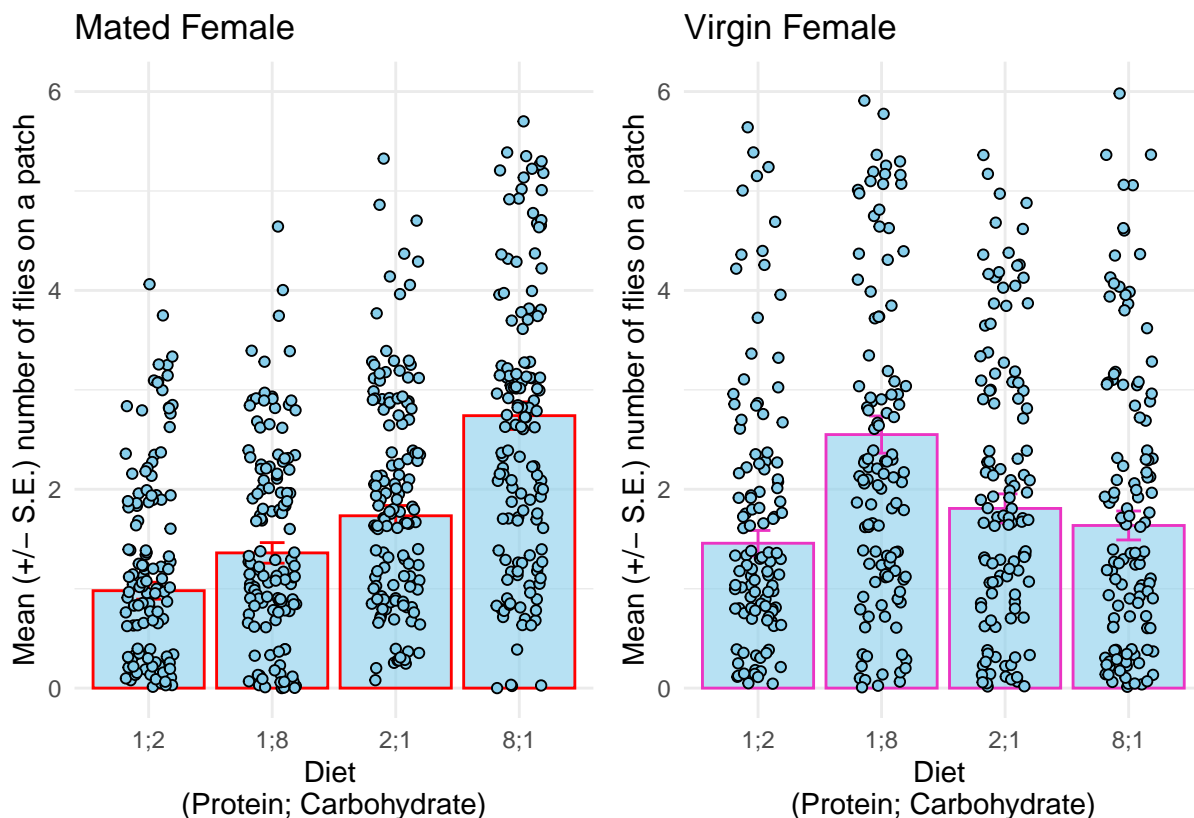 Mated Female
Mean (+/− S.E.) number of flies on a patch
6
4
2
0
1;2 1;8 2;1 8;1
Diet
(Protein; Carbohydrate)
Virgin Female
Mean (+/− S.E.) number of flies on a patch
6
4
2
0
1;2 1;8 2;1 8;1
Diet
(Protein; Carbohydrate)